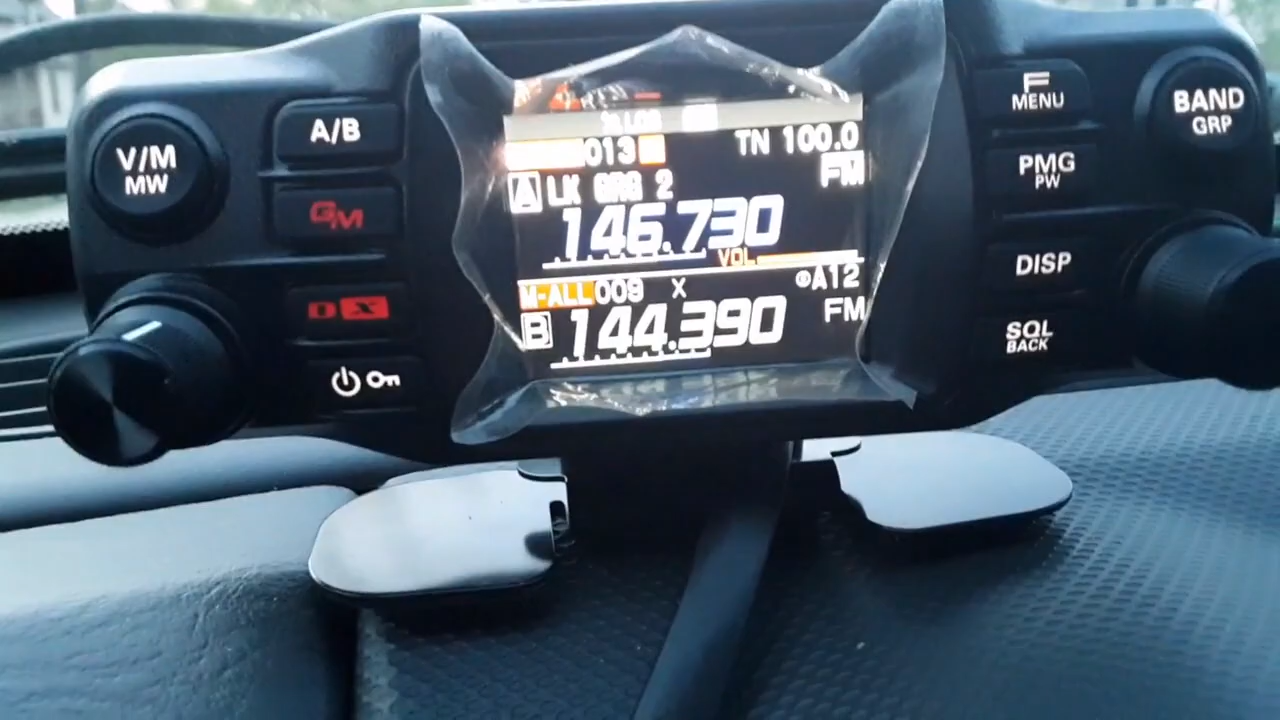 V/M
MW
A/B
GM
DX
013
TN 100.0
A LK GRG 2
FM
146.730
VOL
M-ALL 009 X
A12
B 144.390
FM
F
MENU
PMG
PW
DISP
SQL
BACK
BAND
GRP